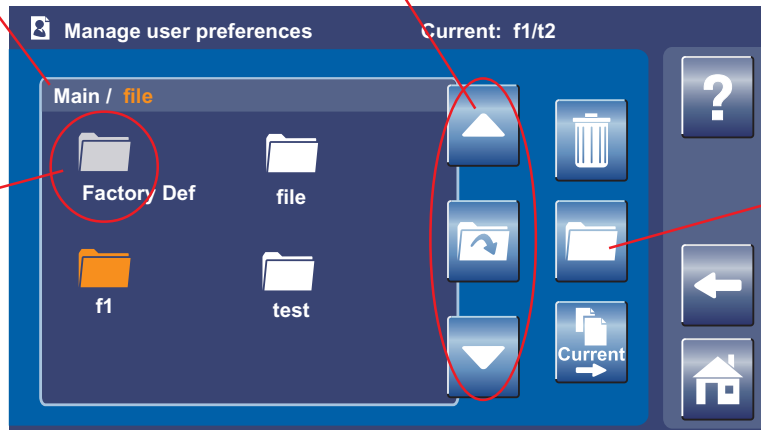 Manage user preferences Current: f1/t2
Main / file
Factory Def file
f1 test
Current
?